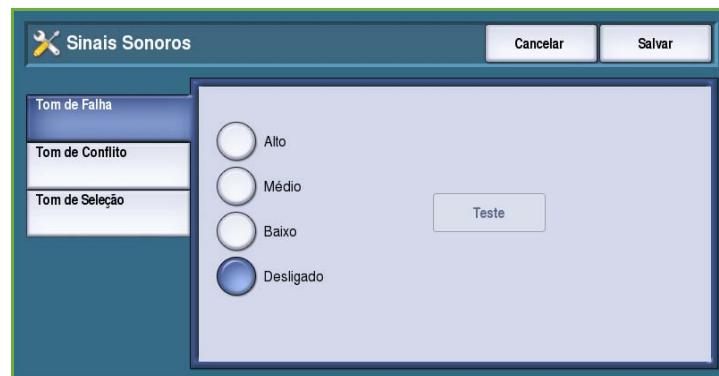 Sinais Sonoros
Cancelar
Salvar
Tom de Falha
Tom de Conflito
Tom de Seleção
Alto
Médio
Baixo
Desligado
Teste